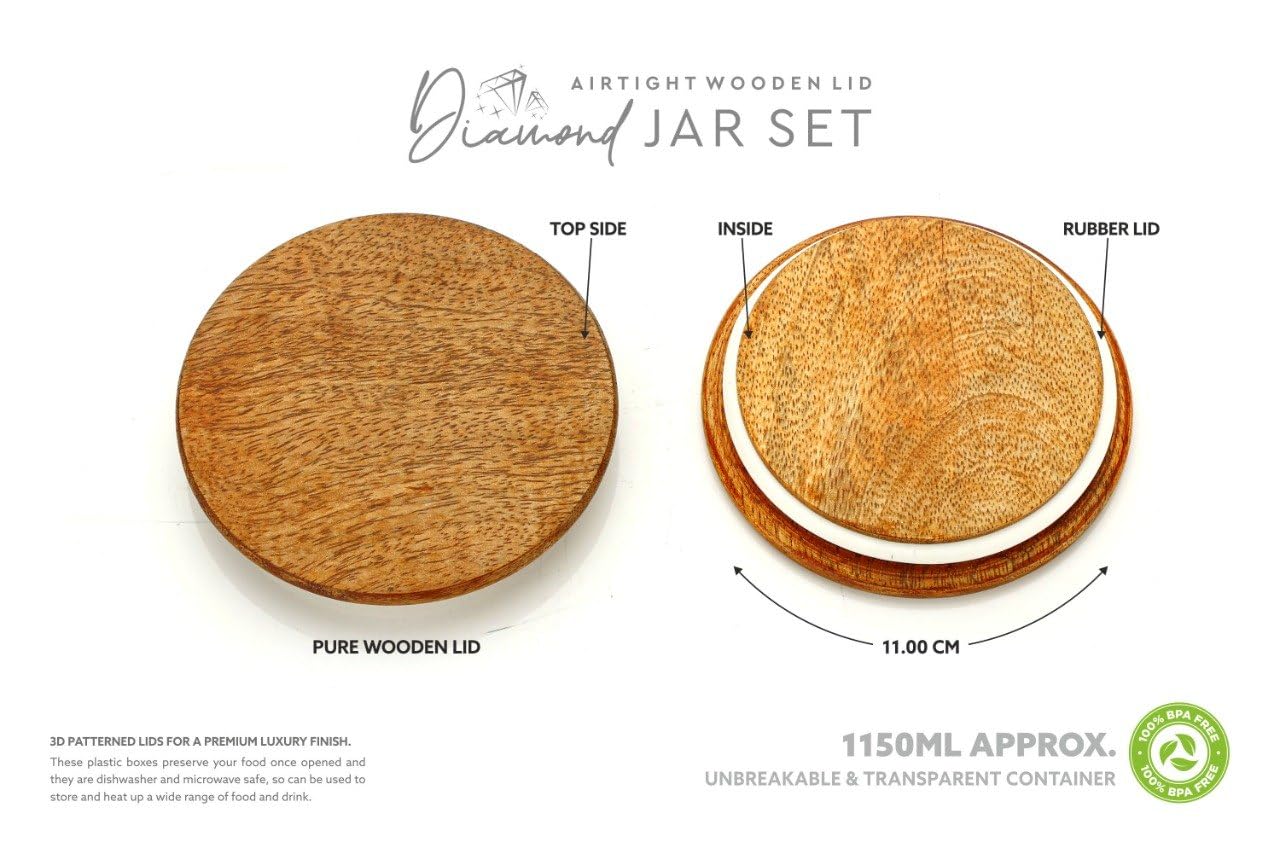 AIRTIGHT WOODEN LID
Diamond JAR SET
TOP SIDE
INSIDE
RUBBER LID
PURE WOODEN LID
11.00 CM
3D PATTERNED LIDS FOR A PREMIUM LUXURY FINISH.
These plastic boxes preserve your food once opened and
they are dishwasher and microwave safe, so can be used to
store and heat up a wide range of food and drink.
1150ML APPROX.
UNBREAKABLE & TRANSPARENT CONTAINER
100% BPA FREE
100% BPA FREE